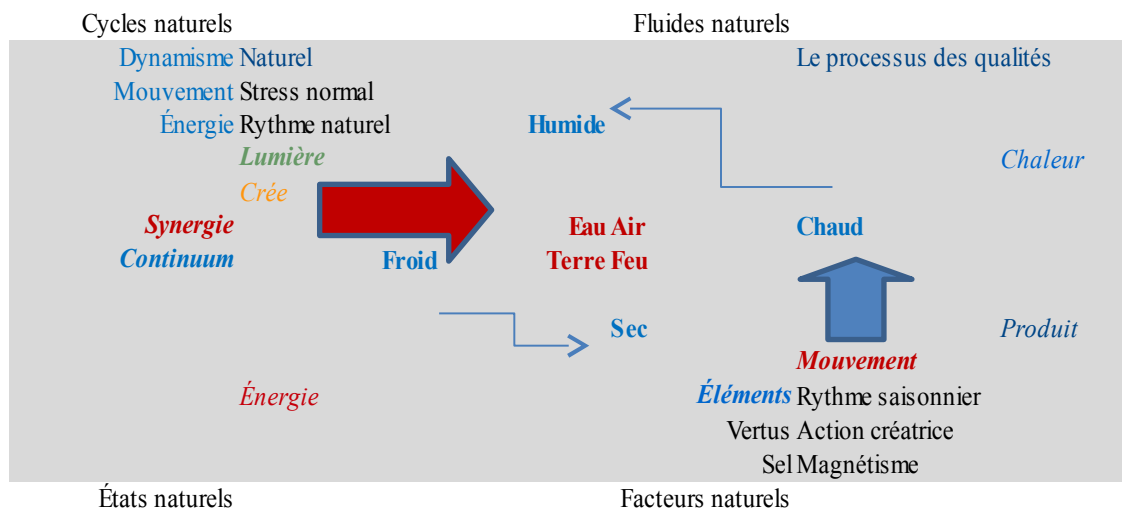 Cycles naturels Fluides naturels
Dynamisme Naturel Le processus des qualités
Mouvement Stress normal
Énergie Rythme naturel Humide
Lumière Chaleur
Crée
Synergie Eau Air Chaud
Continuum Froid Terre Feu
Sec Produit
Mouvement
Énergie Éléments Rythme saisonnier
Vertus Action créatrice
Sel Magnétisme
États naturels Facteurs naturels